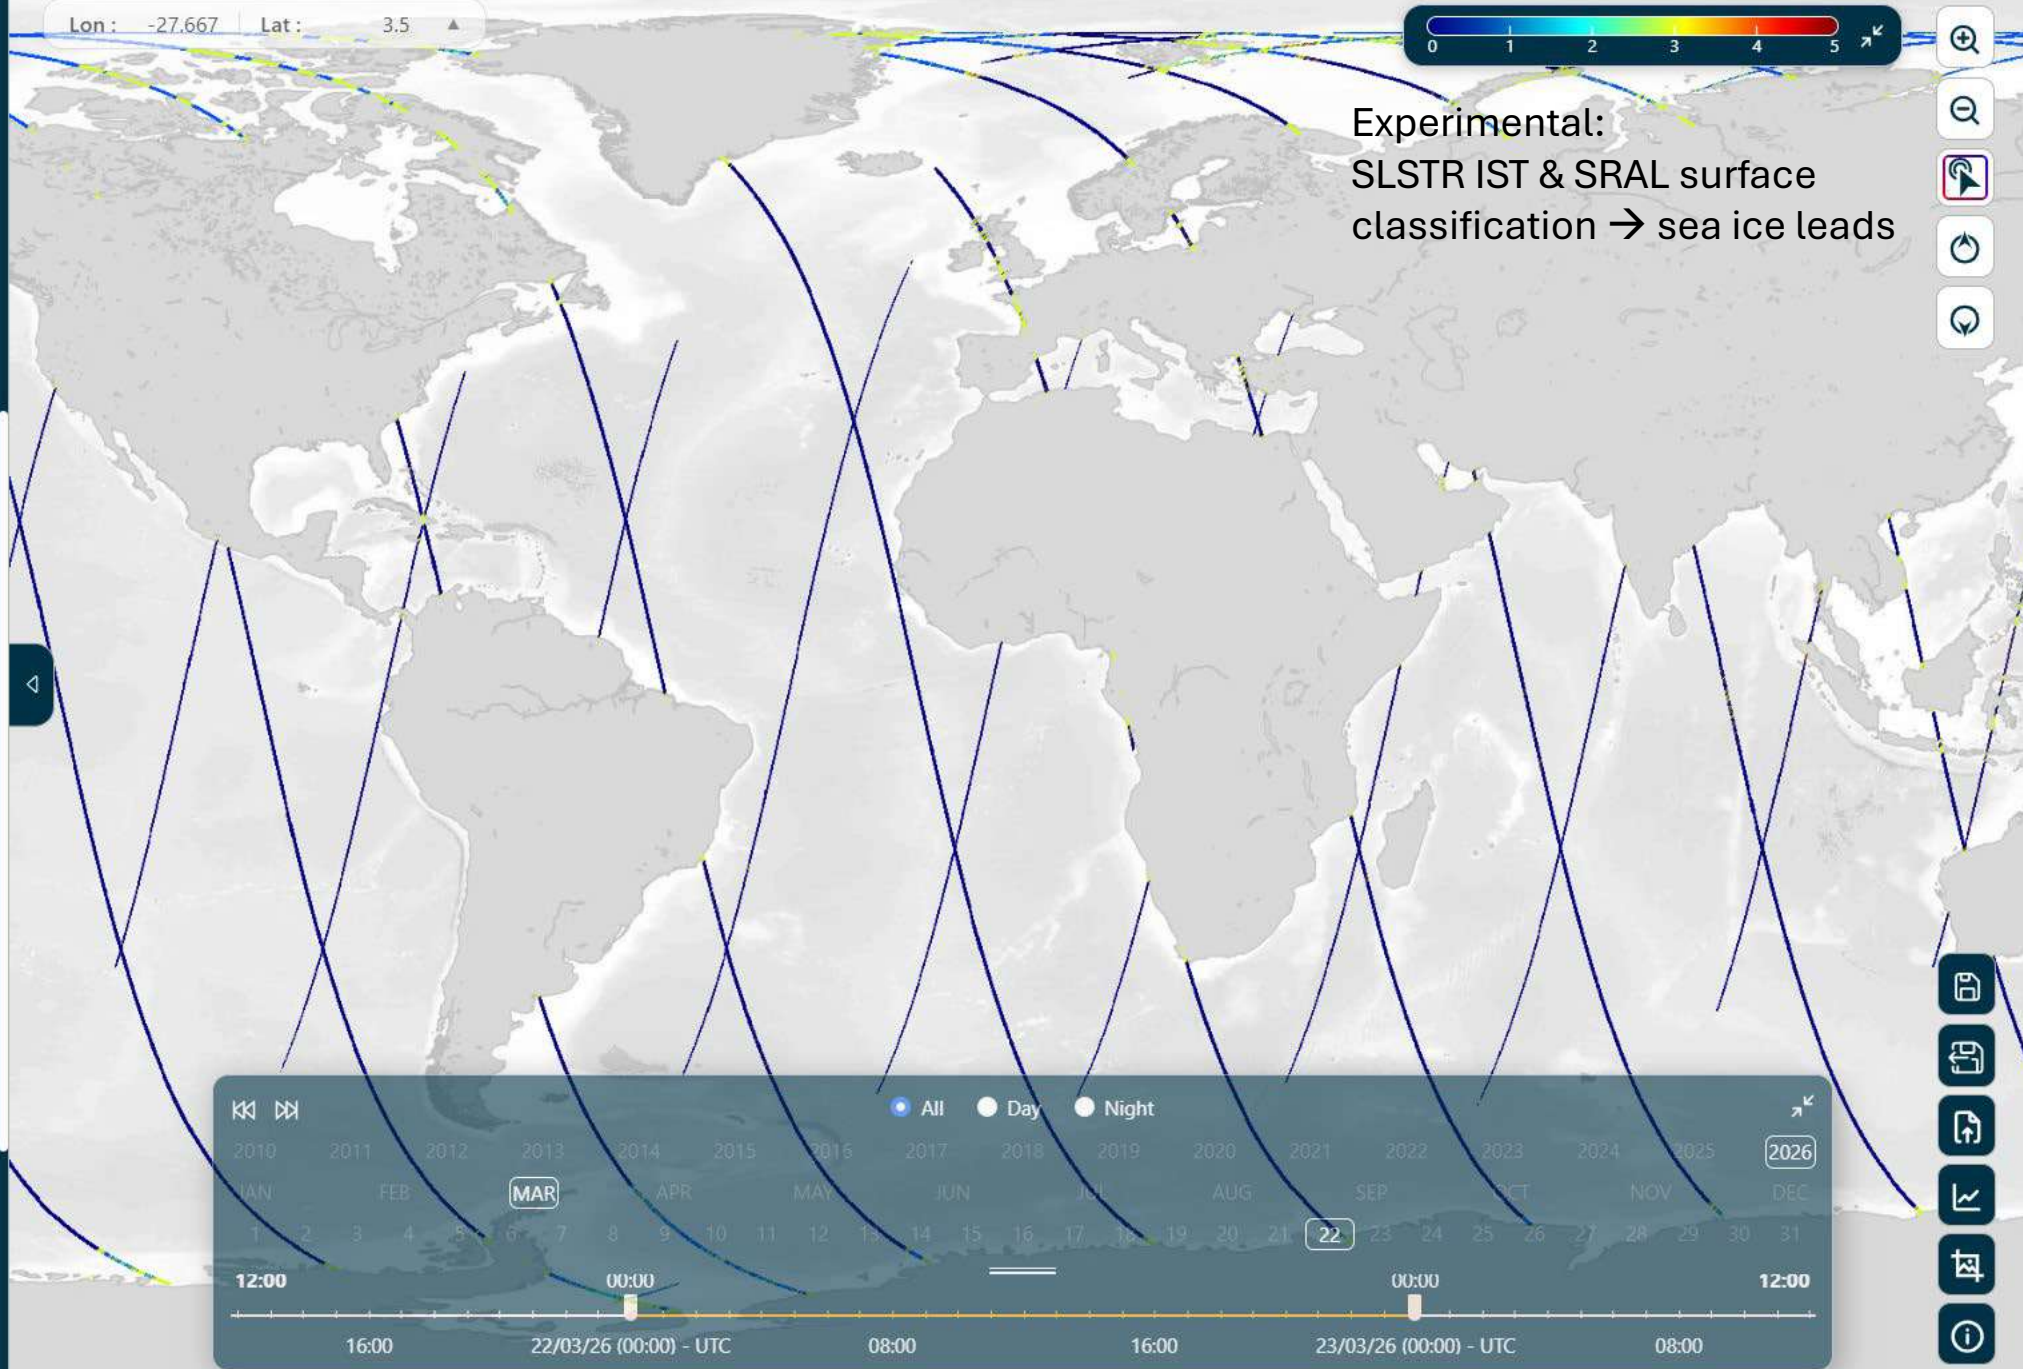 Lon : -27.667 Lat : 3.5 ▲
0 1 2 3 4 5
Experimental:
SLSTR IST & SRAL surface
classification → sea ice leads
All Day Night
2010 2011 2012 2013 2014 2015 2016 2017 2018 2019 2020 2021 2022 2023 2024 2025 2026
JAN FEB MAR APR MAY JUN JUL AUG SEP OCT NOV DEC
1 2 3 4 5 6 7 8 9 10 11 12 13 14 15 16 17 18 19 20 21 22 23 24 25 26 27 28 29 30 31
12:00 00:00 00:00 12:00
16:00 22/03/26 (00:00) - UTC 08:00 16:00 23/03/26 (00:00) - UTC 08:00